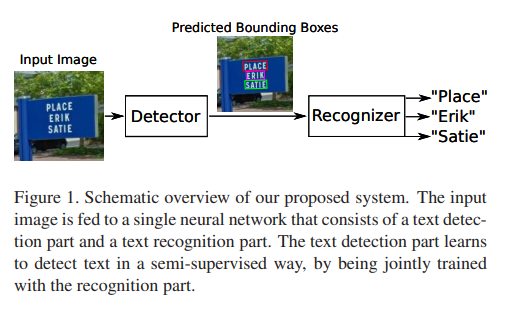 Predicted Bounding Boxes
Input Image
PLACE
ERIK
SATIE
PLACE
ERIK
SATIE
Detector
Recognizer
"Place"
"Erik"
"Satie"
Figure 1. Schematic overview of our proposed system. The input
image is fed to a single neural network that consists of a text detec-
tion part and a text recognition part. The text detection part learns
to detect text in a semi-supervised way, by being jointly trained
with the recognition part.